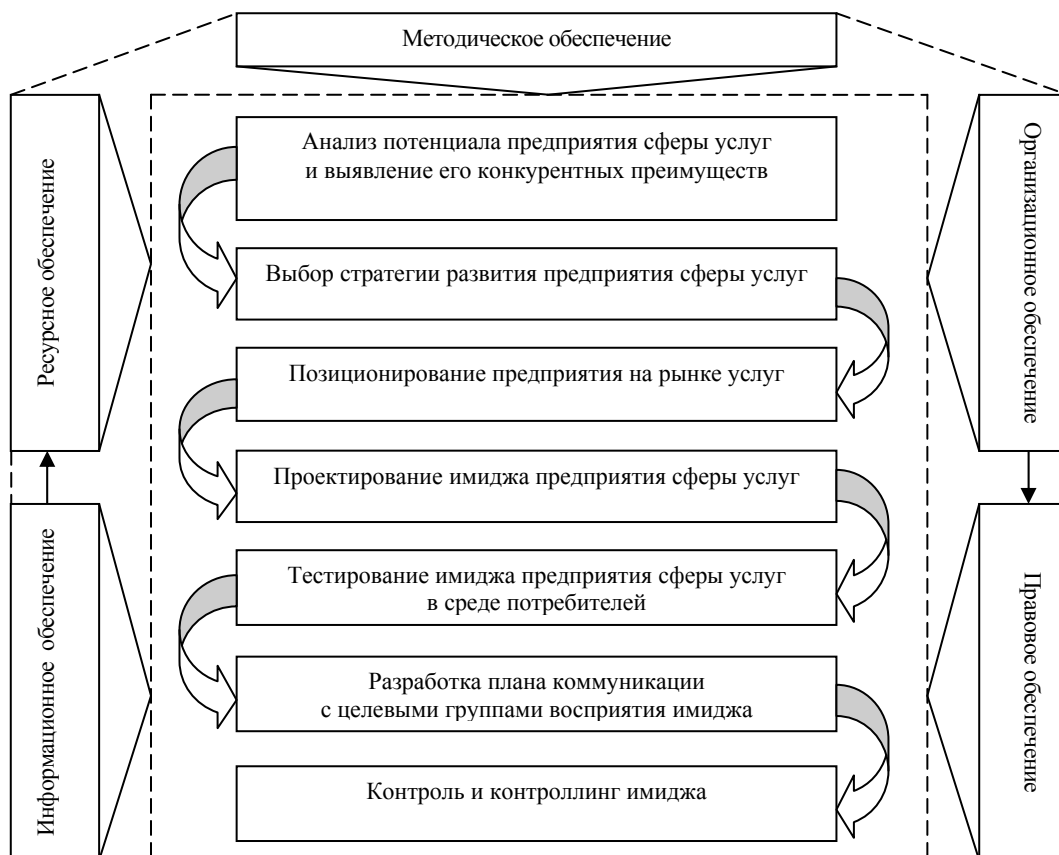 Методическое обеспечение
Ресурсное обеспечение
Информационное обеспечение
Анализ потенциала предприятия сферы услуг
и выявление его конкурентных преимуществ
Выбор стратегии развития предприятия сферы услуг
Позиционирование предприятия на рынке услуг
Проектирование имиджа предприятия сферы услуг
Тестирование имиджа предприятия сферы услуг
в среде потребителей
Разработка плана коммуникации
с целевыми группами восприятия имиджа
Контроль и контроллинг имиджа
Организационное обеспечение
Правовое обеспечение